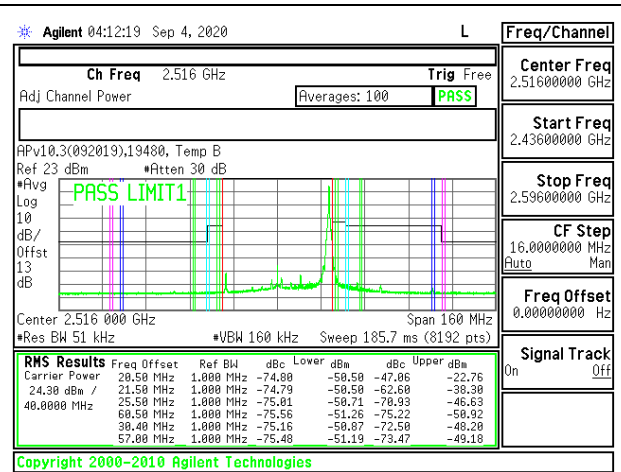 Agilent 04:12:19 Sep 4, 2020 L
Freq/Channel
Ch Freq 2.516 GHz Trig Free
Adj Channel Power Averages: 100 PASS
Center Freq
2.51600000 GHz
Start Freq
2.43600000 GHz
Stop Freq
2.59600000 GHz
CF Step
16.0000000 MHz
Auto Man
Freq Offset
0.00000000 Hz
Signal Track
On Off
APv10.3(092019),19480, Temp B
Ref 23 dBm #Atten 30 dB
#Avg
Log
10
dB/
Offst
13
dB
PASS LIMIT1
Center 2.516 000 GHz Span 160 MHz
#Res BW 51 kHz #VBW 160 kHz Sweep 185.7 ms (8192 pts)
RMS Results Freq Offset Ref BW dBc Lower dBm dBc Upper dBm
Carrier Power 20.50 MHz 1.000 MHz -74.80 -50.50 -47.06 -22.76
24.30 dBm / 21.50 MHz 1.000 MHz -74.79 -50.50 -62.60 -38.30
40.0000 MHz 25.50 MHz 1.000 MHz -75.01 -50.71 -70.93 -46.63
60.50 MHz 1.000 MHz -75.56 -51.26 -75.22 -50.92
30.40 MHz 1.000 MHz -75.16 -50.87 -72.50 -48.20
57.00 MHz 1.000 MHz -75.48 -51.19 -73.47 -49.18
Copyright 2000-2010 Agilent Technologies